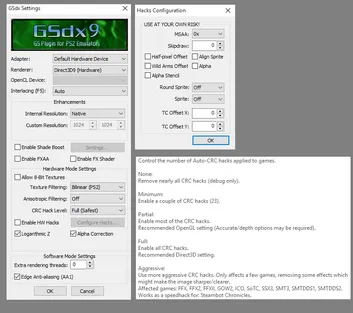 GSdx Settings
GSdx9
GS Plugin for PS2 Emulators
Adapter: Default Hardware Device
Renderer: Direct3D9 (Hardware)
OpenCL Device:
Interlacing (F5): Auto
Enhancements
Internal Resolution: Native
Custom Resolution: 1024 1024
Enable Shade Boost Settings...
Enable FXAA Enable FX Shader
Hardware Mode Settings
Allow 8-Bit Textures
Texture Filtering: Bilinear (PS2)
Anisotropic Filtering: Off
CRC Hack Level: Full (Safest)
Enable HW Hacks Configure Hacks...
Logarithmic Z Alpha Correction
Software Mode Settings
Extra rendering threads: 0
Edge Anti-aliasing (AA1)
OK Cancel
Hacks Configuration
USE AT YOUR OWN RISK!
MSAA: 0x
Skipdraw: 0
Half-pixel Offset Align Sprite
Wild Arms Offset Alpha
Alpha Stencil
Round Sprite: Off
Sprite: Off
TC Offset X: 0
TC Offset Y: 0
OK
Control the number of Auto-CRC hacks applied to games.
None:
Remove nearly all CRC hacks (debug only).
Minimum:
Enable a couple of CRC hacks (23).
Partial:
Enable most of the CRC hacks.
Recommended OpenGL setting (Accurate/depth options may be required).
Full:
Enable all CRC hacks.
Recommended Direct3D setting.
Aggressive:
Use more aggressive CRC hacks. Only affects a few games, removing some effects which
might make the image sharper/clearer.
Affected games: FFX, FFX2, FFXII, GOW2, ICO, SoTC, SSX3, SMT3, SMTDDS1, SMTDDS2.
Works as a speedhack for: Steambot Chronicles.